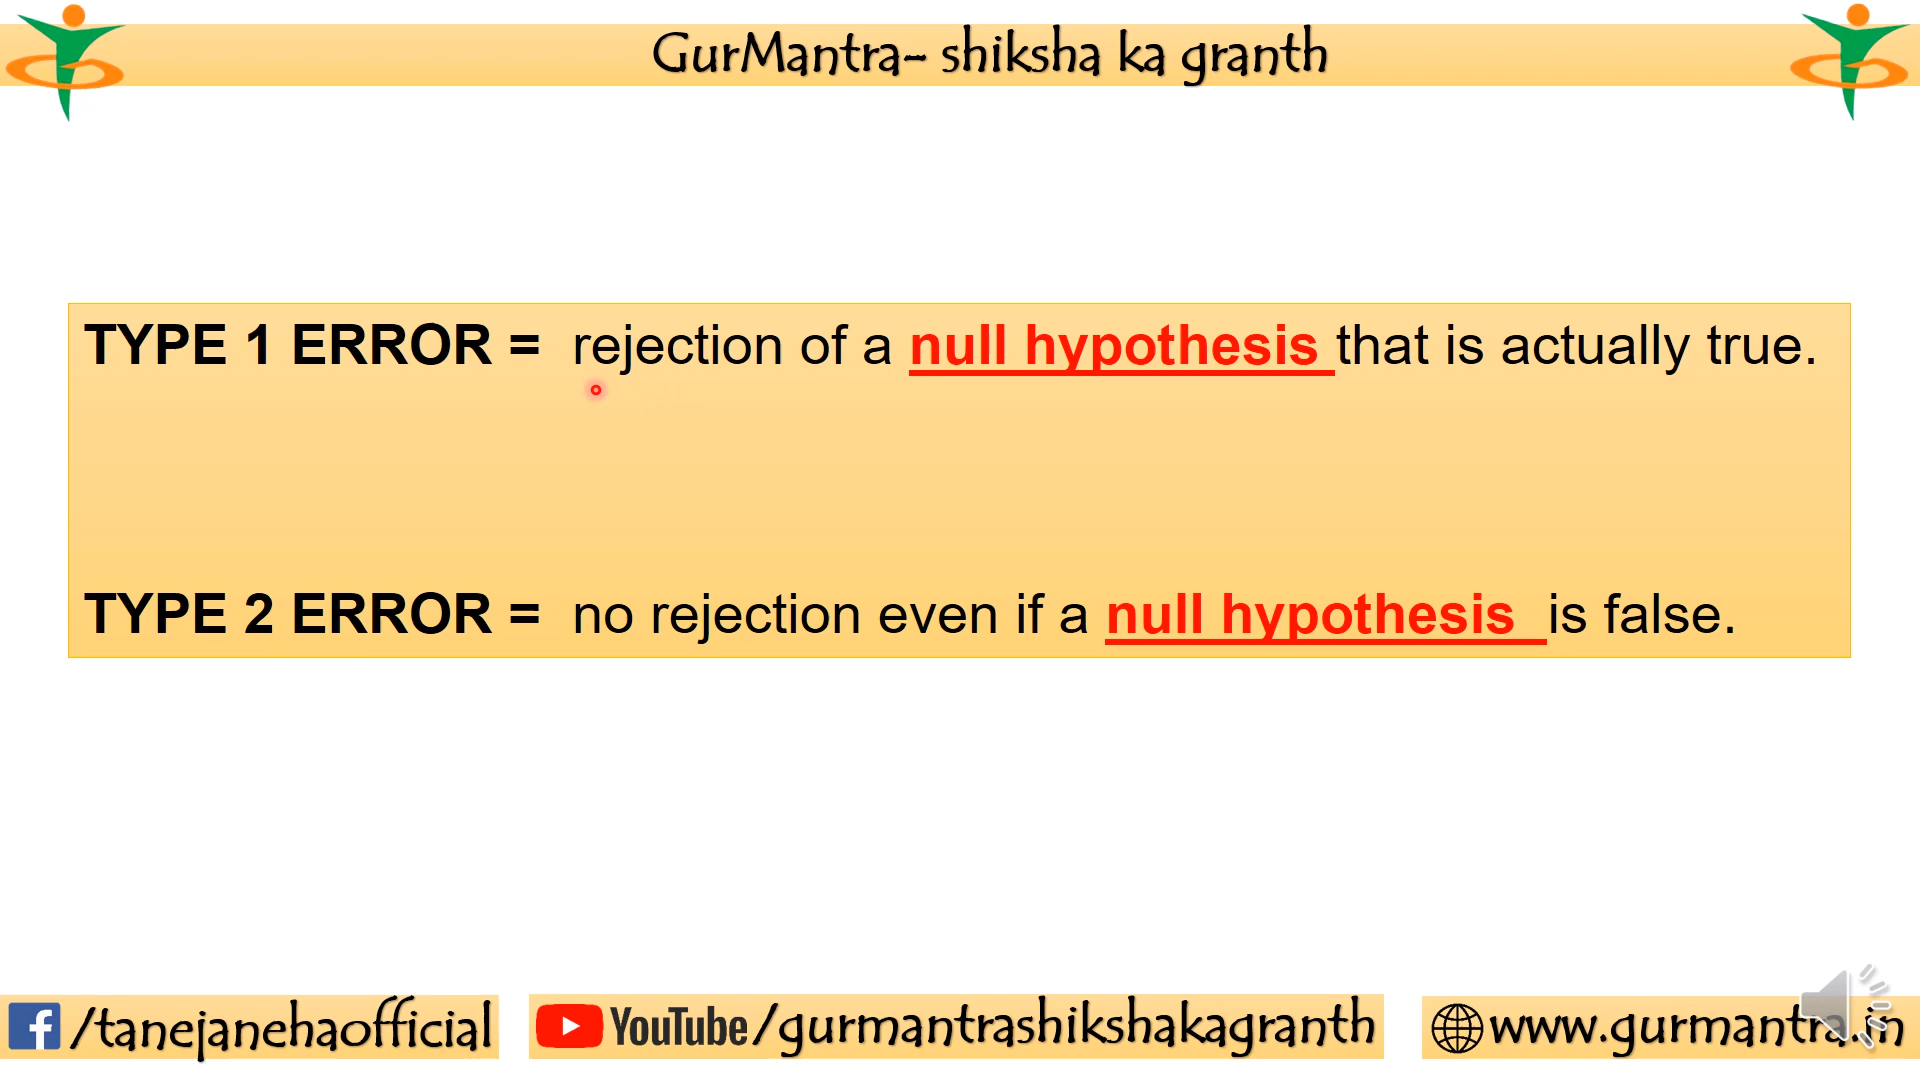 GurMantra- shiksha ka granth
TYPE 1 ERROR = rejection of a null hypothesis that is actually true.
TYPE 2 ERROR = no rejection even if a null hypothesis is false.
/tanejanehaofficial
YouTube/gurmantrashikshakagranth
www.gurmantra.in